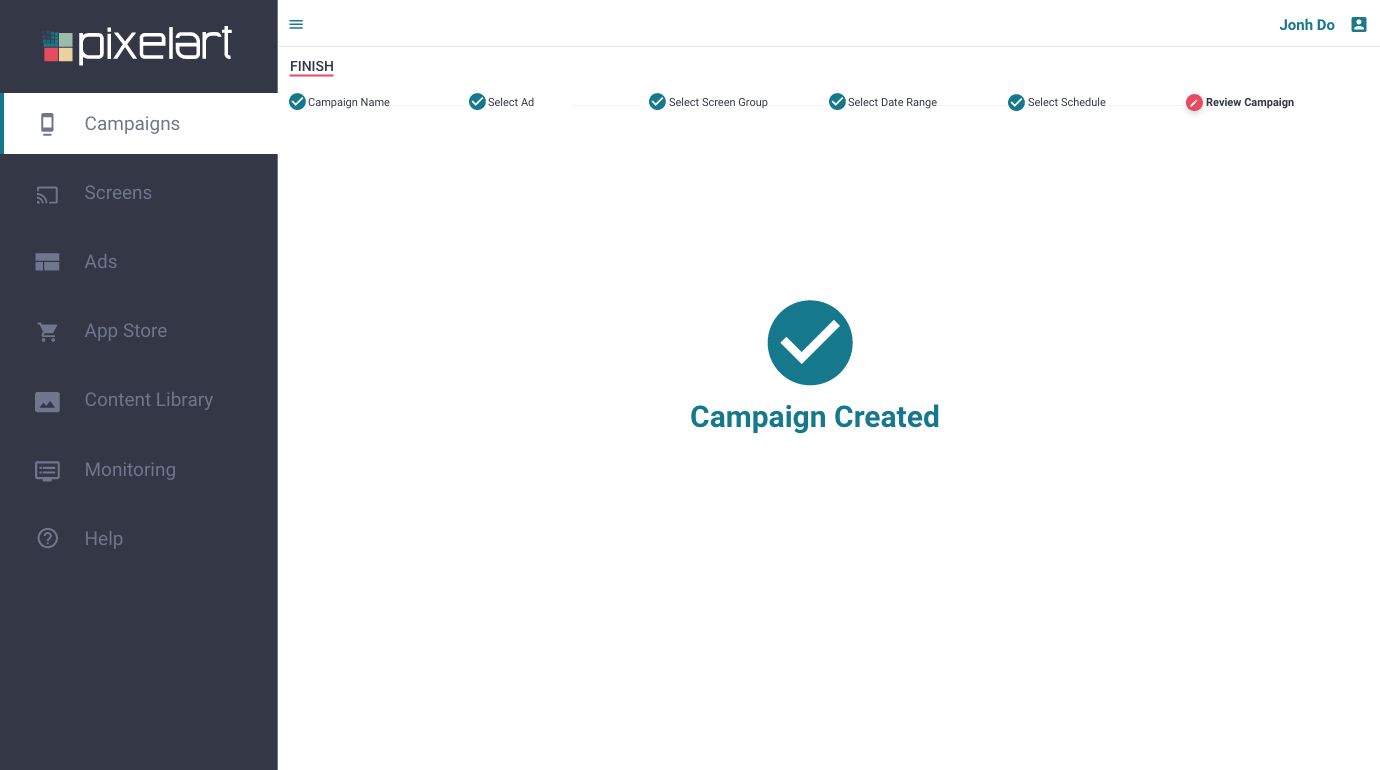 pixelart
Jonh Do
FINISH
Campaign Name
Select Ad
Select Screen Group
Select Date Range
Select Schedule
Review Campaign
Campaigns
Screens
Ads
App Store
Content Library
Monitoring
Help
Campaign Created